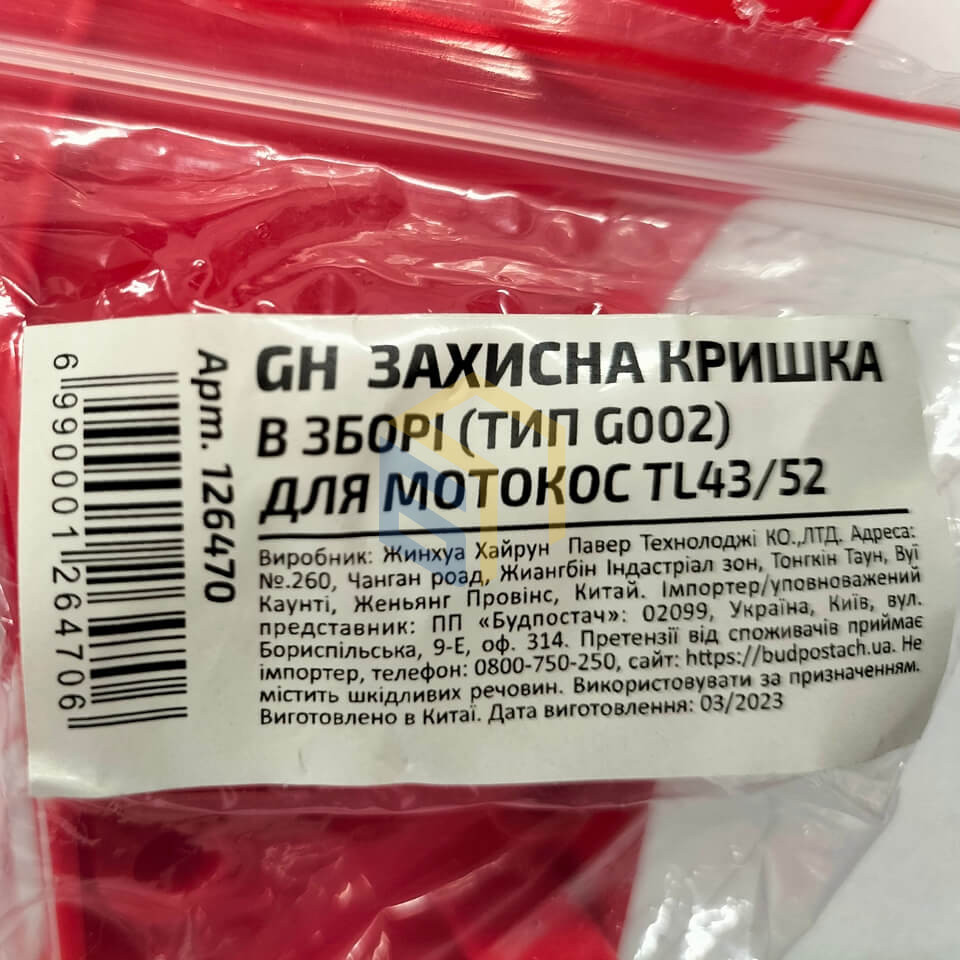 GH ЗАХИСНА КРИШКА
В ЗБОРІ (ТИП G002)
ДЛЯ МОТОКОС TL43/52
Виробник: Жинхуа Хайрун Павер Технолоджі КО.,ЛТД. Адреса:
№.260, Чанган роад, Жиангбін Індастріал зон, Тонгкін Таун, Вуї
Каунті, Женьянг Провінс, Китай. Імпортер/уповноважений
представник: ПП «Будпостач»: 02099, Україна, Київ, вул.
Бориспільська, 9-Е, оф. 314. Претензії від споживачів приймає
імпортер, телефон: 0800-750-250, сайт: https://budpostach.ua. Не
містить шкідливих речовин. Використовувати за призначенням.
Виготовлено в Китаї. Дата виготовлення: 03/2023
Арт. 126470
6 990001 264706